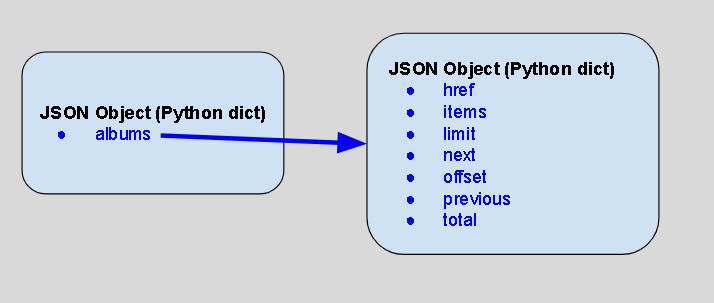 JSON Object (Python dict)
● albums
JSON Object (Python dict)
● href
● items
● limit
● next
● offset
● previous
● total